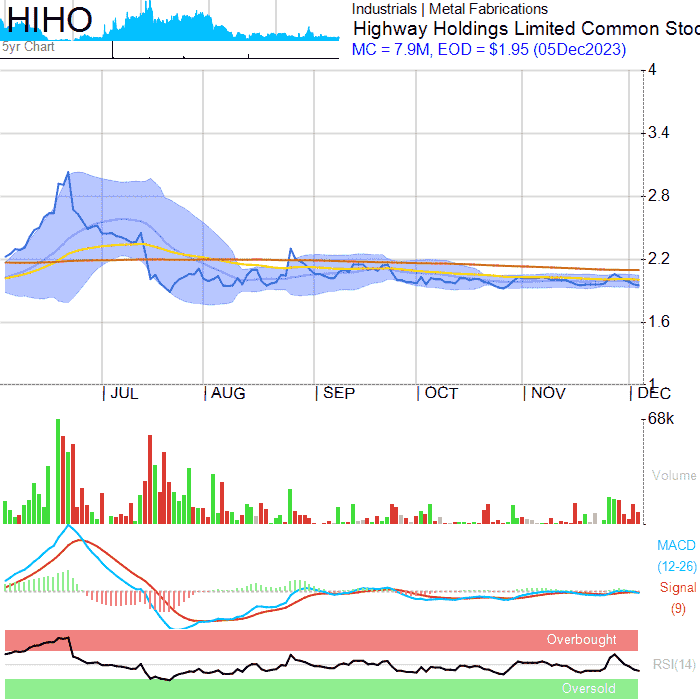 HIHO
5yr Chart
Industrials | Metal Fabrications
Highway Holdings Limited Common Stoc
MC = 7.9M, EOD = $1.95 (05Dec2023)
4
3.4
2.8
2.2
1.6
1
| JUL | AUG | SEP | OCT | NOV | DEC
68k
Volume
MACD
(12-26)
Signal
(9)
Overbought
RSI(14)
Oversold